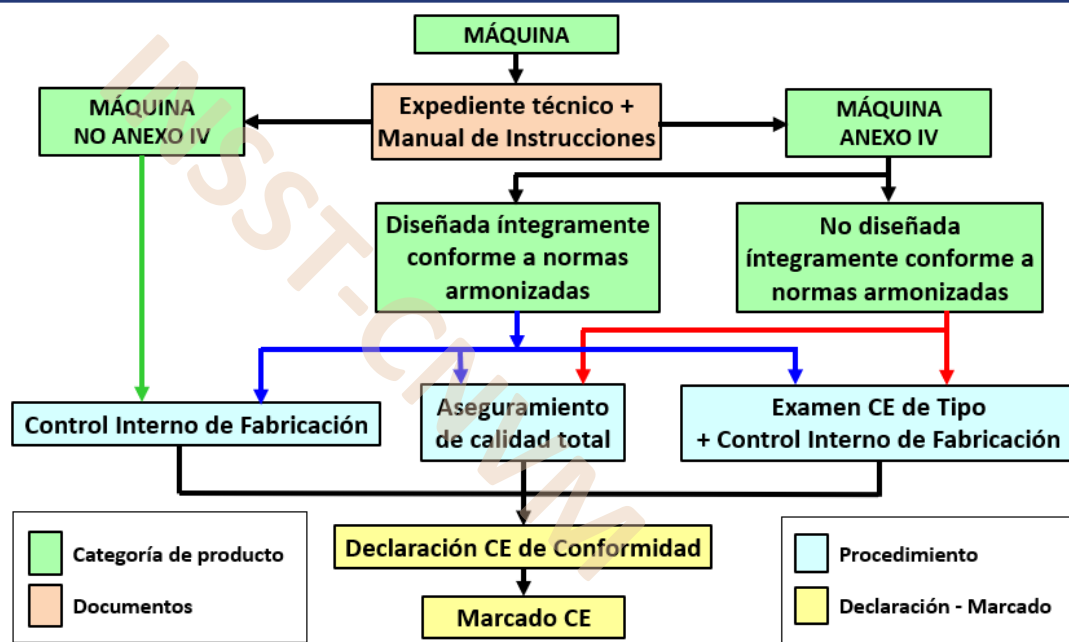 MÁQUINA
Expediente técnico +
Manual de Instrucciones
MÁQUINA
NO ANEXO IV
MÁQUINA
ANEXO IV
Diseñada íntegramente
conforme a normas
armonizadas
No diseñada
íntegramente conforme a
normas armonizadas
Control Interno de Fabricación
Aseguramiento
de calidad total
Examen CE de Tipo
+ Control Interno de Fabricación
Declaración CE de Conformidad
Marcado CE
Categoría de producto
Documentos
Procedimiento
Declaración - Marcado
INSST-CNVM